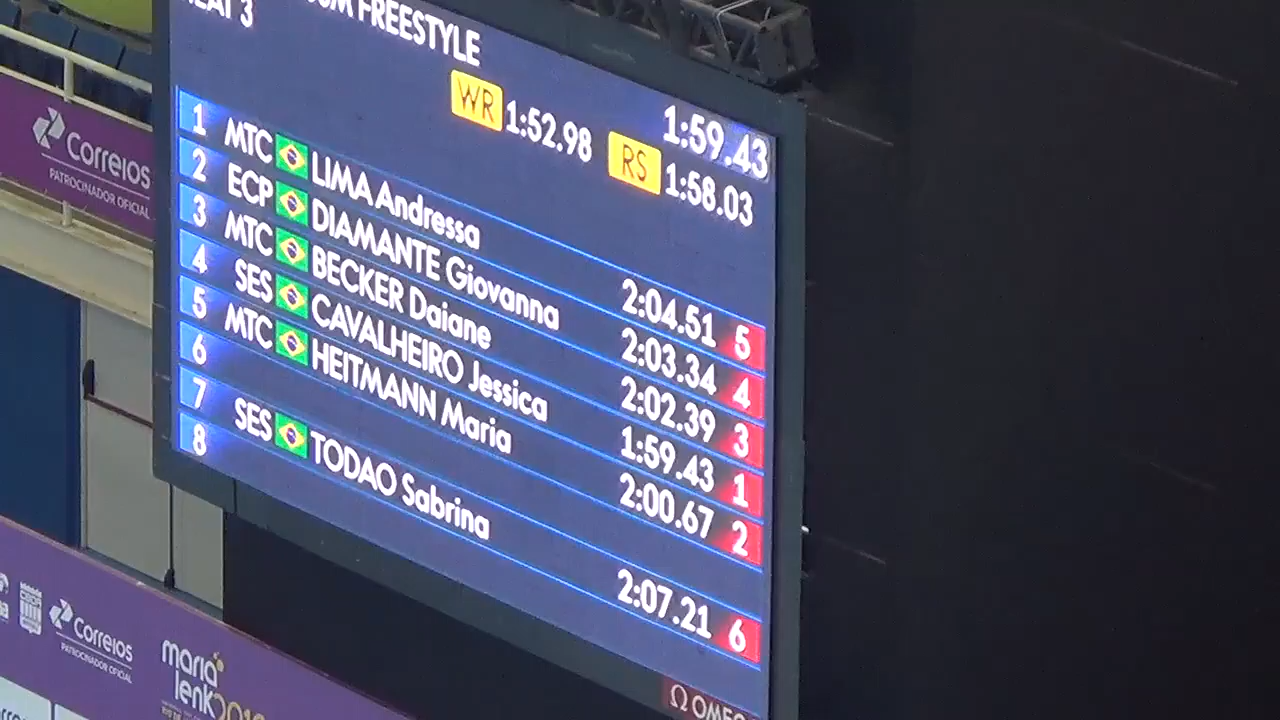 FREESTYLE
3
1:59.43
WR 1:52.98 RS 1:58.03
1 MTC LIMA Andressa 2:04.51 5
2 ECP DIAMANTE Giovanna 2:03.34 4
3 MTC BECKER Daiane 2:02.39 3
4 SES CAVALHEIRO Jessica 1:59.43 1
5 MTC HEITMANN Maria 2:00.67 2
6
7 SES TODAO Sabrina 2:07.21 6
8
Correios
PATROCINADOR OFICIAL
Correios
PATROCINADOR OFICIAL
maria
lenk
Ω OMEG